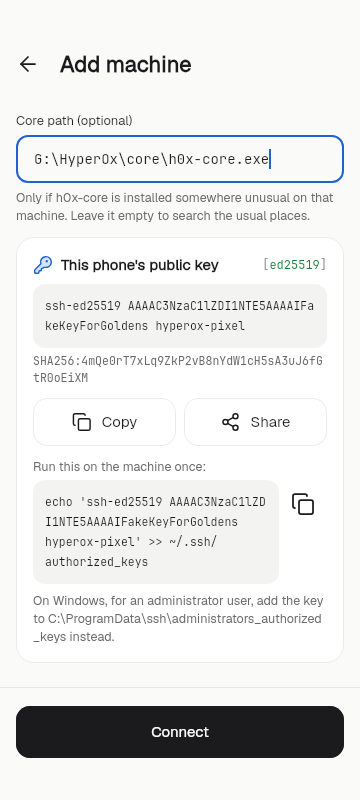 Add machine
Core path (optional)
G:\HyperOx\core\h0x-core.exe
Only if h0x-core is installed somewhere unusual on that
machine. Leave it empty to search the usual places.
This phone's public key [ed25519]
ssh-ed25519 AAAAC3NzaC1lZDI1NTE5AAAAIFa
keKeyForGoldens hyperox-pixel
SHA256:4mQe0rT7xLq9ZkP2vB8nYdW1cH5sA3uJ6fG
tR0oEiXM
Copy Share
Run this on the machine once:
echo 'ssh-ed25519 AAAAC3NzaC1lZD
I1NTE5AAAAIFakeKeyForGoldens
hyperox-pixel' >> ~/.ssh/
authorized_keys
On Windows, for an administrator user, add the key
to C:\ProgramData\ssh\administrators_authorized
_keys instead.
Connect